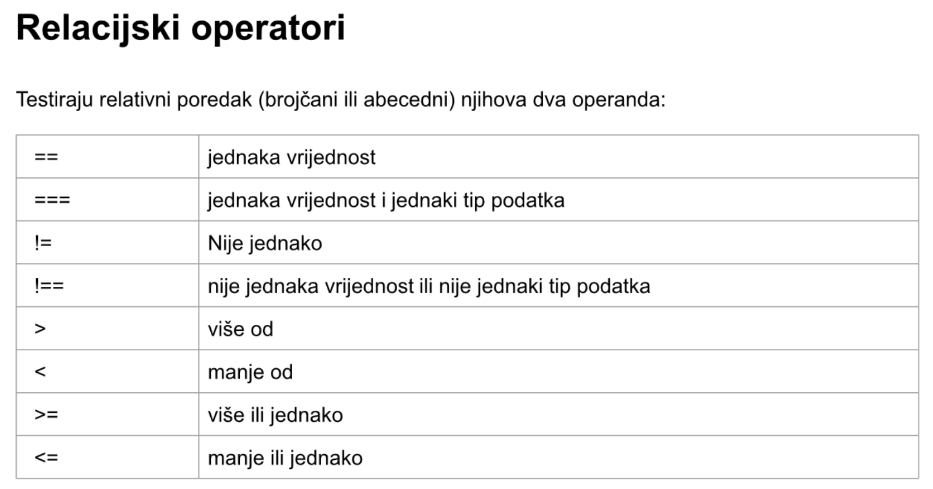 Relacijski operatori
Testiraju relativni poredak (brojčani ili abecedni) njihova dva operanda:
== jednaka vrijednost
=== jednaka vrijednost i jednaki tip podatka
!= Nije jednako
!== nije jednaka vrijednost ili nije jednaki tip podatka
> više od
< manje od
>= više ili jednako
<= manje ili jednako